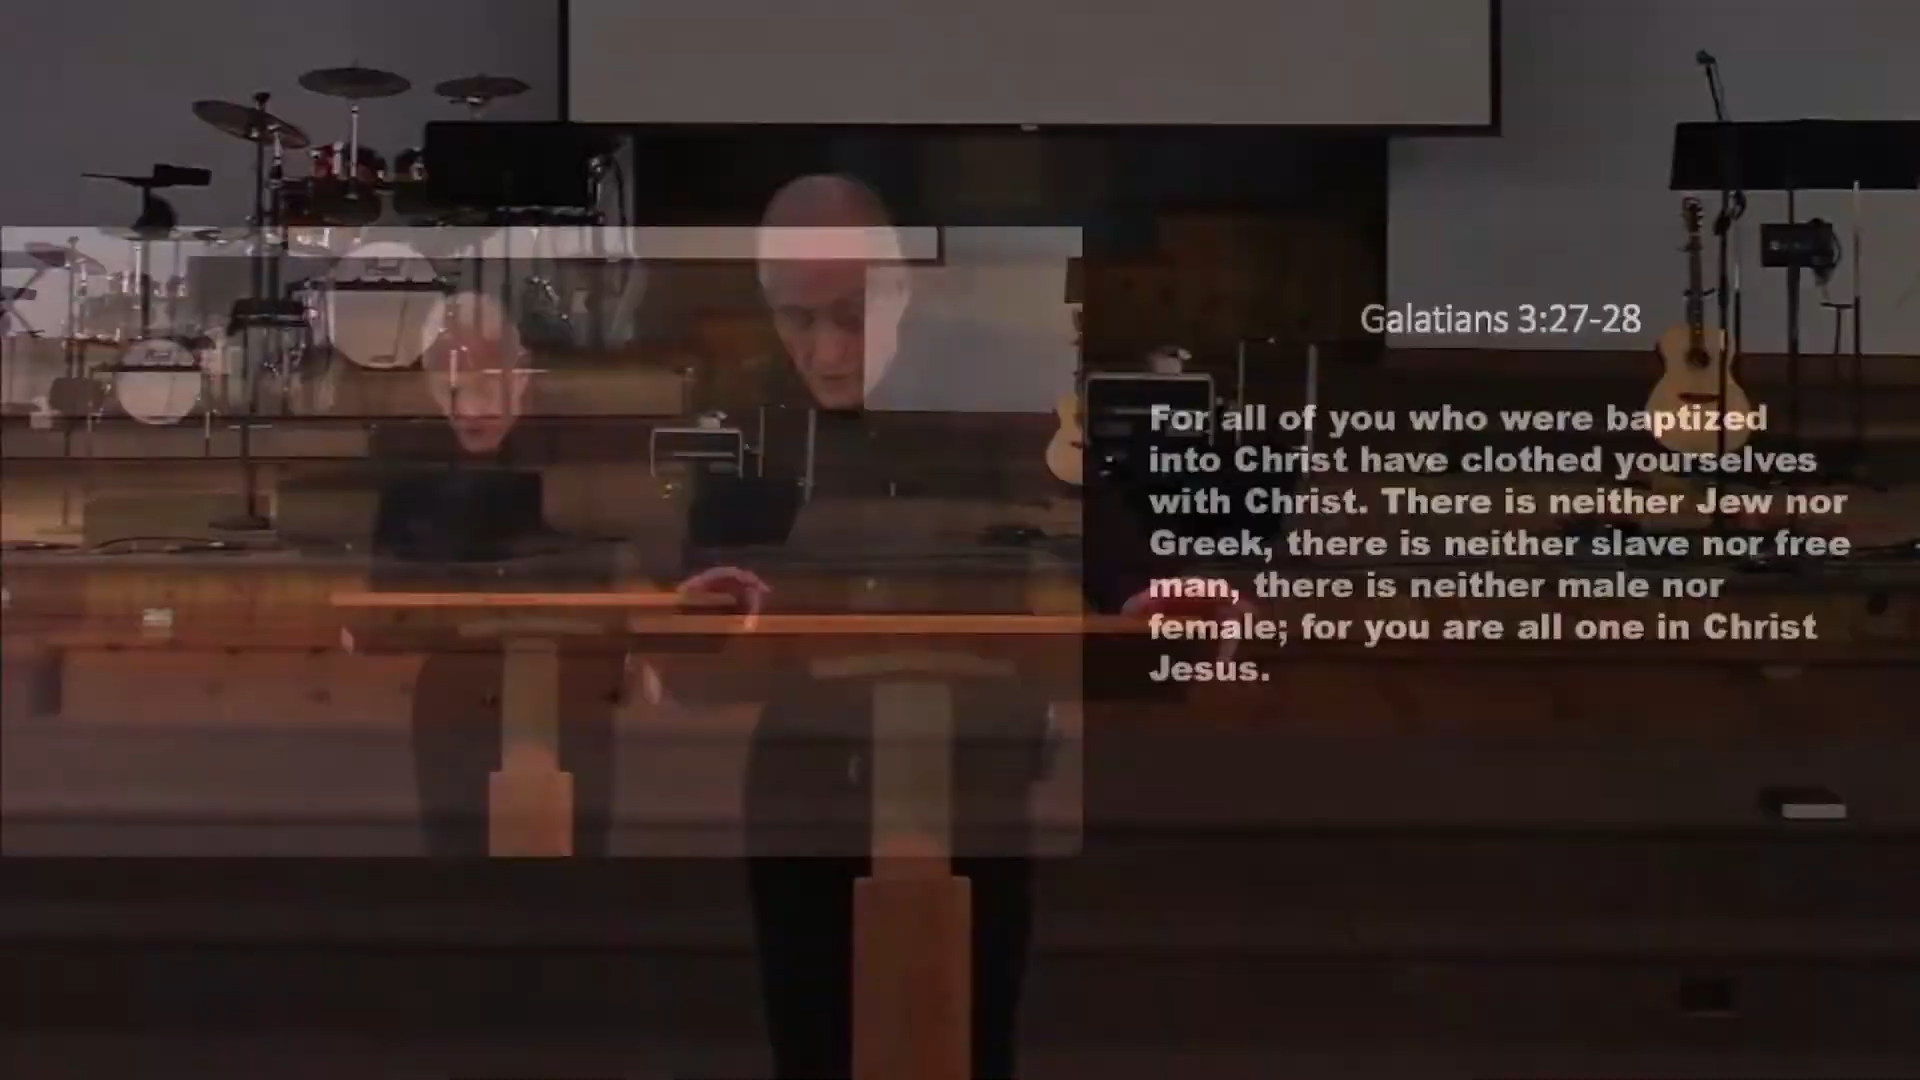 Galatians 3:27-28
For all of you who were baptized
into Christ have clothed yourselves
with Christ. There is neither Jew nor
Greek, there is neither slave nor free
man, there is neither male nor
female; for you are all one in Christ
Jesus.